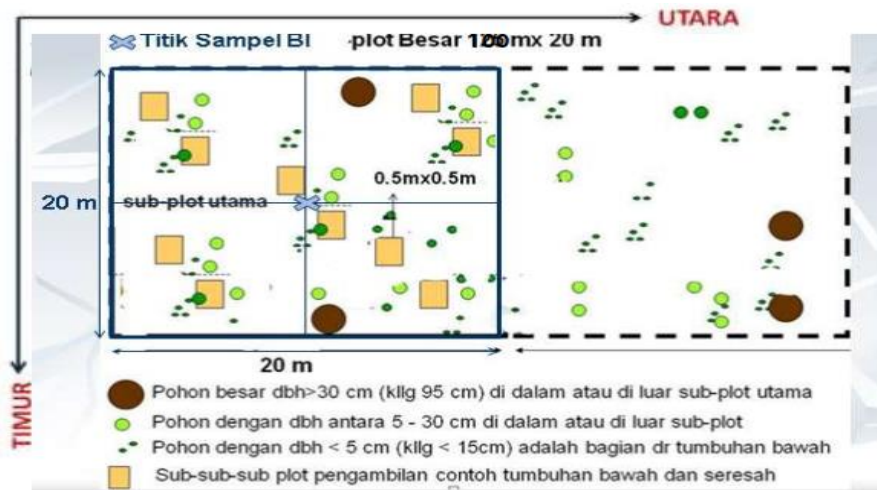 UTARA
Titik Sampel BI plot Besar 100mx 20 m
0.5mx0.5m
20 m
sub-plot utama
20 m
TIMUR
Pohon besar dbh>30 cm (kllg 95 cm) di dalam atau di luar sub-plot utama
Pohon dengan dbh antara 5 - 30 cm di dalam atau di luar sub-plot
Pohon dengan dbh < 5 cm (kllg < 15cm) adalah bagian dr tumbuhan bawah
Sub-sub-sub plot pengambilan contoh tumbuhan bawah dan seresah